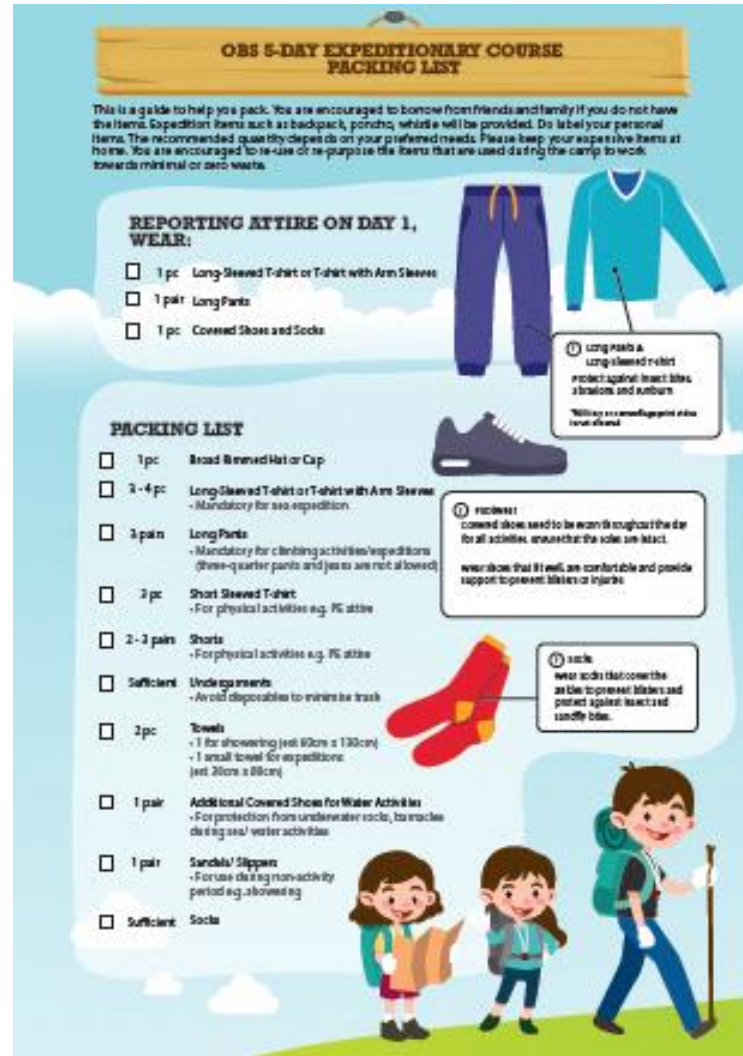 OBS 5-DAY EXPEDITIONARY COURSE
PACKING LIST
This is a guide to help you pack. You are encouraged to borrow from friends and family if you do not have
the items. Expedition items such as backpack, poncho, whistle will be provided. Do label your personal
items. The recommended quantity depends on your preferred needs. Please keep your expensive items at
home. You are encouraged to re-use or re-purpose the items that are used during the camp to work
towards minimal or zero waste.
REPORTING ATTIRE ON DAY 1,
WEAR:
1 pc Long-Sleeved T-shirt or T-shirt with Arm Sleeves
1 pair Long Pants
1 pc Covered Shoes and Socks
Long Pants &
Long-sleeved T-shirt
Protect against insect bites,
abrasions and sunburn
PACKING LIST
1 pc Broad Rimmed Hat or Cap
3 - 4 pc Long-Sleeved T-shirt or T-shirt with Arm Sleeves
• Mandatory for sea expedition
3 pairs Long Pants
• Mandatory for climbing activities/expeditions
(three-quarter pants and jeans are not allowed)
Short Sleeved T-shirt
• For physical activities e.g. PE attire
2 - 3 pairs Shorts
• For physical activities e.g. PE attire
Sufficient Undergarments
• Avoid disposables to minimise trash
2 pc Towels
• 1 for showering
• 1 small towel for expeditions
1 pair Additional Covered Shoes for Water Activities
• For protection from underwater rocks, barnacles
during sea/ water activities
1 pair Sandals/ Slippers
• For use during non-activity
period e.g. showering
Sufficient Socks
Footwear
Covered shoes need to be worn throughout the day
for all activities. Ensure that the soles are intact.
Wear shoes that fit well, are comfortable and provide
support to prevent blisters or injuries
Socks
Wear socks that cover the
ankles to prevent blisters and
protect against insect and
sandfly bites.